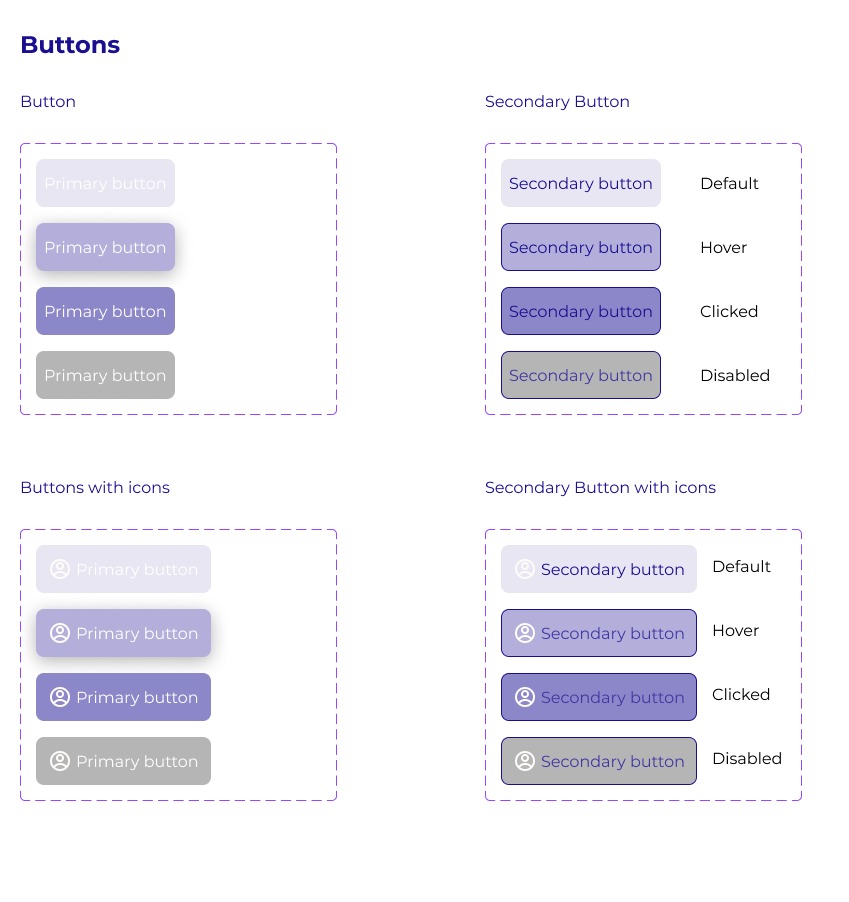 Buttons
Button
Primary button
Primary button
Primary button
Primary button
Secondary Button
Secondary button Default
Secondary button Hover
Secondary button Clicked
Secondary button Disabled
Buttons with icons
Primary button
Primary button
Primary button
Primary button
Secondary Button with icons
Secondary button Default
Secondary button Hover
Secondary button Clicked
Secondary button Disabled